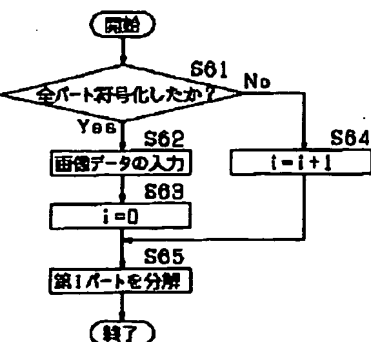 開始
S61
全パート符号化したか?
No
Yes
S62
画像データの入力
S64
i=i+1
S63
i=0
S65
第iパートを分解
終了